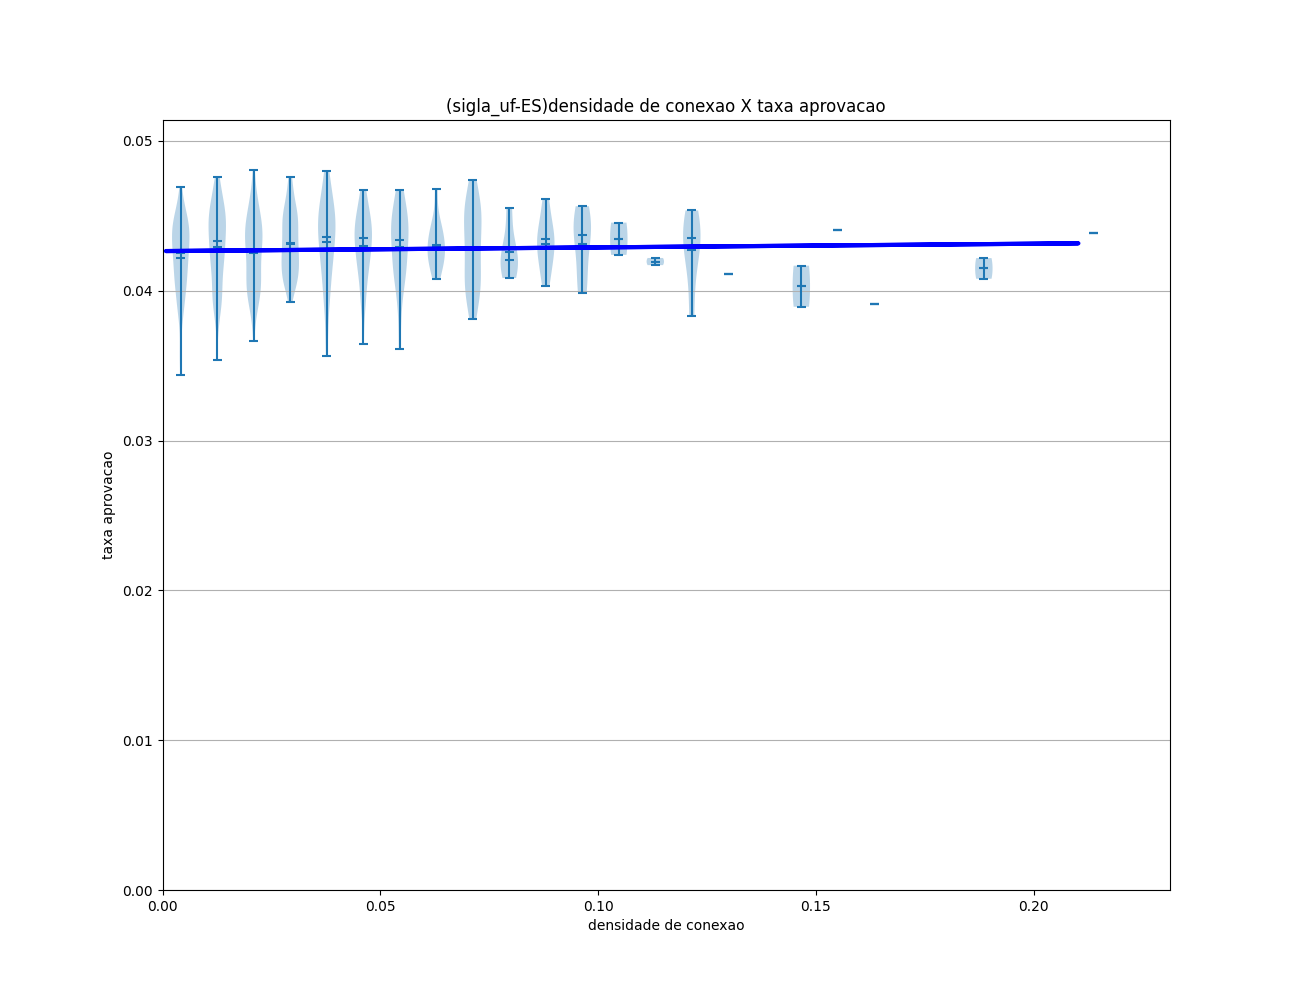 (sigla_uf-ES)densidade de conexao X taxa aprovacao
0.05
0.04
0.03
0.02
0.01
0.00
taxa aprovacao
0.00 0.05 0.10 0.15 0.20
densidade de conexao